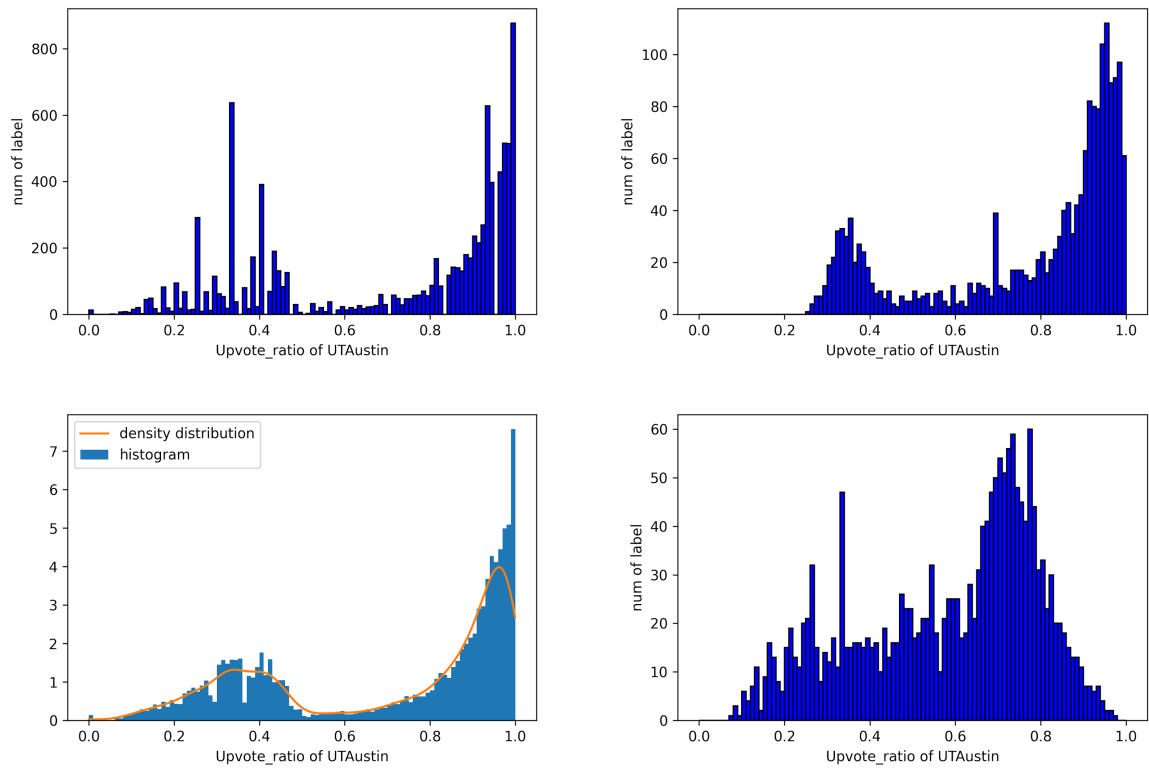 num of label
800
600
400
200
0
0.0 0.2 0.4 0.6 0.8 1.0
Upvote_ratio of UTAustin
num of label
100
80
60
40
20
0
0.0 0.2 0.4 0.6 0.8 1.0
Upvote_ratio of UTAustin
density distribution
histogram
7
6
5
4
3
2
1
0
0.0 0.2 0.4 0.6 0.8 1.0
Upvote_ratio of UTAustin
num of label
60
50
40
30
20
10
0
0.0 0.2 0.4 0.6 0.8 1.0
Upvote_ratio of UTAustin